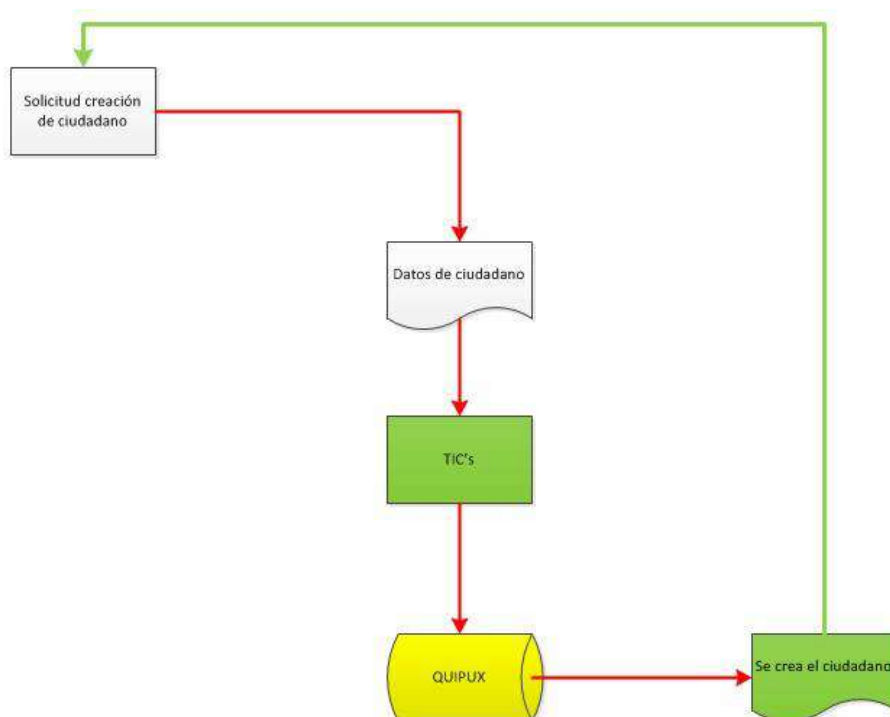 Solicitud creación
de ciudadano
Datos de ciudadano
TIC's
QUIPUX
Se crea el ciudadano